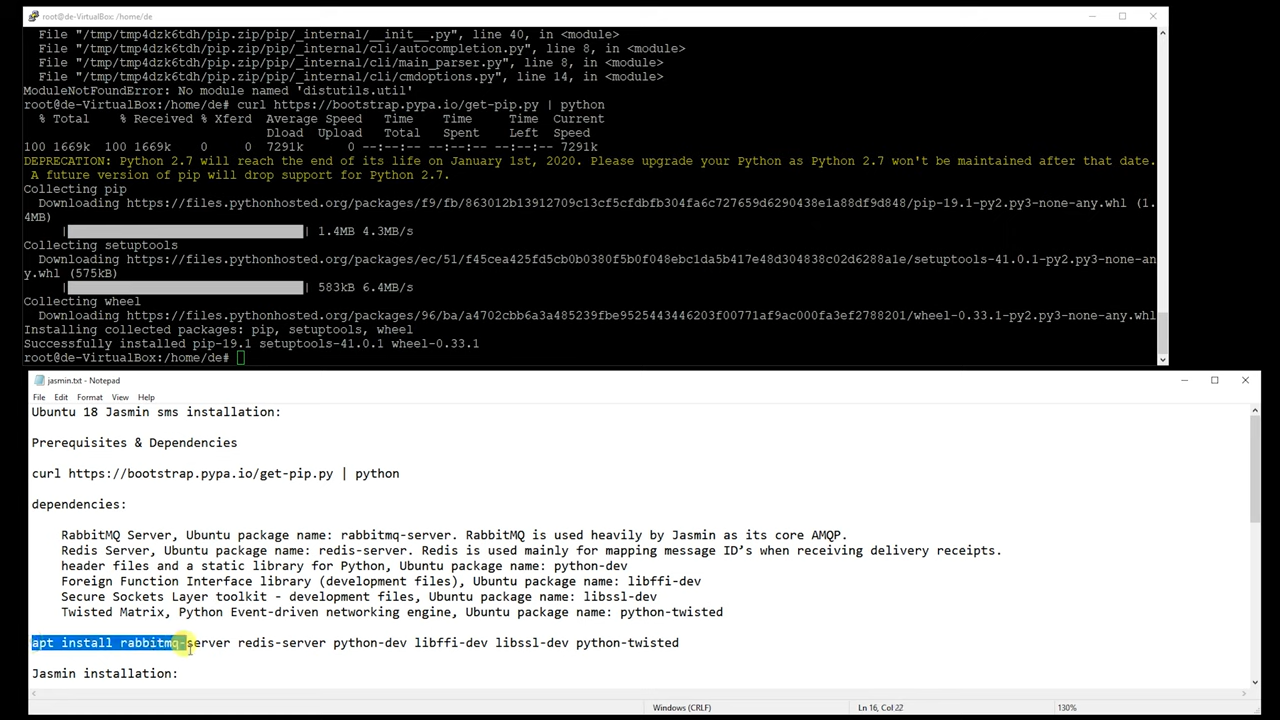 root@de-VirtualBox: /home/de
File "/tmp/tmp4dzk6tdh/pip.zip/pip/_internal/__init__.py", line 40, in <module>
File "/tmp/tmp4dzk6tdh/pip.zip/pip/_internal/cli/autocompletion.py", line 8, in <module>
File "/tmp/tmp4dzk6tdh/pip.zip/pip/_internal/cli/main_parser.py", line 8, in <module>
File "/tmp/tmp4dzk6tdh/pip.zip/pip/_internal/cli/cmdoptions.py", line 14, in <module>
ModuleNotFoundError: No module named 'distutils.util'
root@de-VirtualBox:/home/de# curl https://bootstrap.pypa.io/get-pip.py | python
% Total % Received % Xferd Average Speed Time Time Time Current
Dload Upload Total Spent Left Speed
100 1669k 100 1669k 0 0 7291k 0 --:--:-- --:--:-- --:--:-- 7291k
DEPRECATION: Python 2.7 will reach the end of its life on January 1st, 2020. Please upgrade your Python as Python 2.7 won't be maintained after that date.
A future version of pip will drop support for Python 2.7.
Collecting pip
Downloading https://files.pythonhosted.org/packages/f9/fb/863012b13912709c13cf5cfdbfb304fa6c727659d6290438e1a88df9d848/pip-19.1-py2.py3-none-any.whl (1.
4MB)
| | 1.4MB 4.3MB/s
Collecting setuptools
Downloading https://files.pythonhosted.org/packages/ec/51/f45cea425fd5cb0b0380f5b0f048ebc1da5b417e48d304838c02d6288a1e/setuptools-41.0.1-py2.py3-none-an
y.whl (575kB)
| | 583kB 6.4MB/s
Collecting wheel
Downloading https://files.pythonhosted.org/packages/96/ba/a4702cbb6a3a485239fbe9525443446203f00771af9ac000fa3ef2788201/wheel-0.33.1-py2.py3-none-any.whl
Installing collected packages: pip, setuptools, wheel
Successfully installed pip-19.1 setuptools-41.0.1 wheel-0.33.1
root@de-VirtualBox:/home/de#
jasmin.txt - Notepad
File Edit Format View Help
Ubuntu 18 Jasmin sms installation:
Prerequisites & Dependencies
curl https://bootstrap.pypa.io/get-pip.py | python
dependencies:
RabbitMQ Server, Ubuntu package name: rabbitmq-server. RabbitMQ is used heavily by Jasmin as its core AMQP.
Redis Server, Ubuntu package name: redis-server. Redis is used mainly for mapping message ID’s when receiving delivery receipts.
header files and a static library for Python, Ubuntu package name: python-dev
Foreign Function Interface library (development files), Ubuntu package name: libffi-dev
Secure Sockets Layer toolkit - development files, Ubuntu package name: libssl-dev
Twisted Matrix, Python Event-driven networking engine, Ubuntu package name: python-twisted
apt install rabbitmq-server redis-server python-dev libffi-dev libssl-dev python-twisted
Jasmin installation:
Windows (CRLF) Ln 16, Col 22 130%